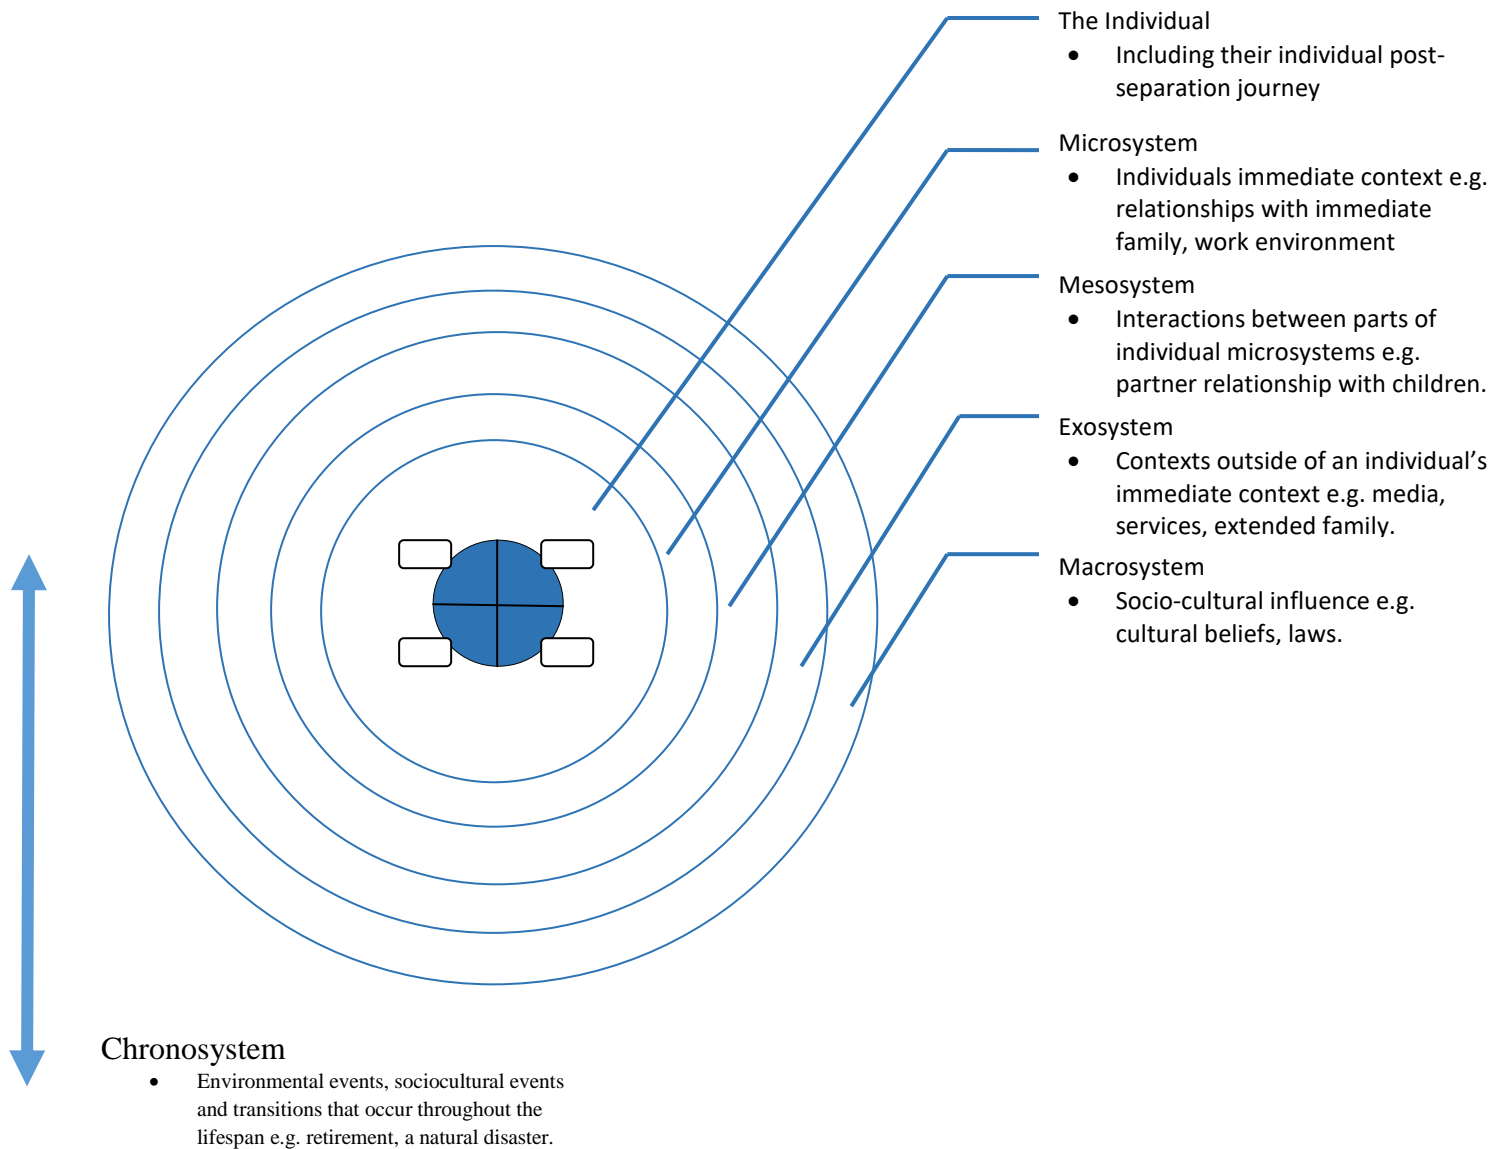 The Individual
• Including their individual post-
separation journey
Microsystem
• Individuals immediate context e.g.
relationships with immediate
family, work environment
Mesosystem
• Interactions between parts of
individual microsystems e.g.
partner relationship with children.
Exosystem
• Contexts outside of an individual’s
immediate context e.g. media,
services, extended family.
Macrosystem
• Socio-cultural influence e.g.
cultural beliefs, laws.
Chronosystem
• Environmental events, sociocultural events
and transitions that occur throughout the
lifespan e.g. retirement, a natural disaster.